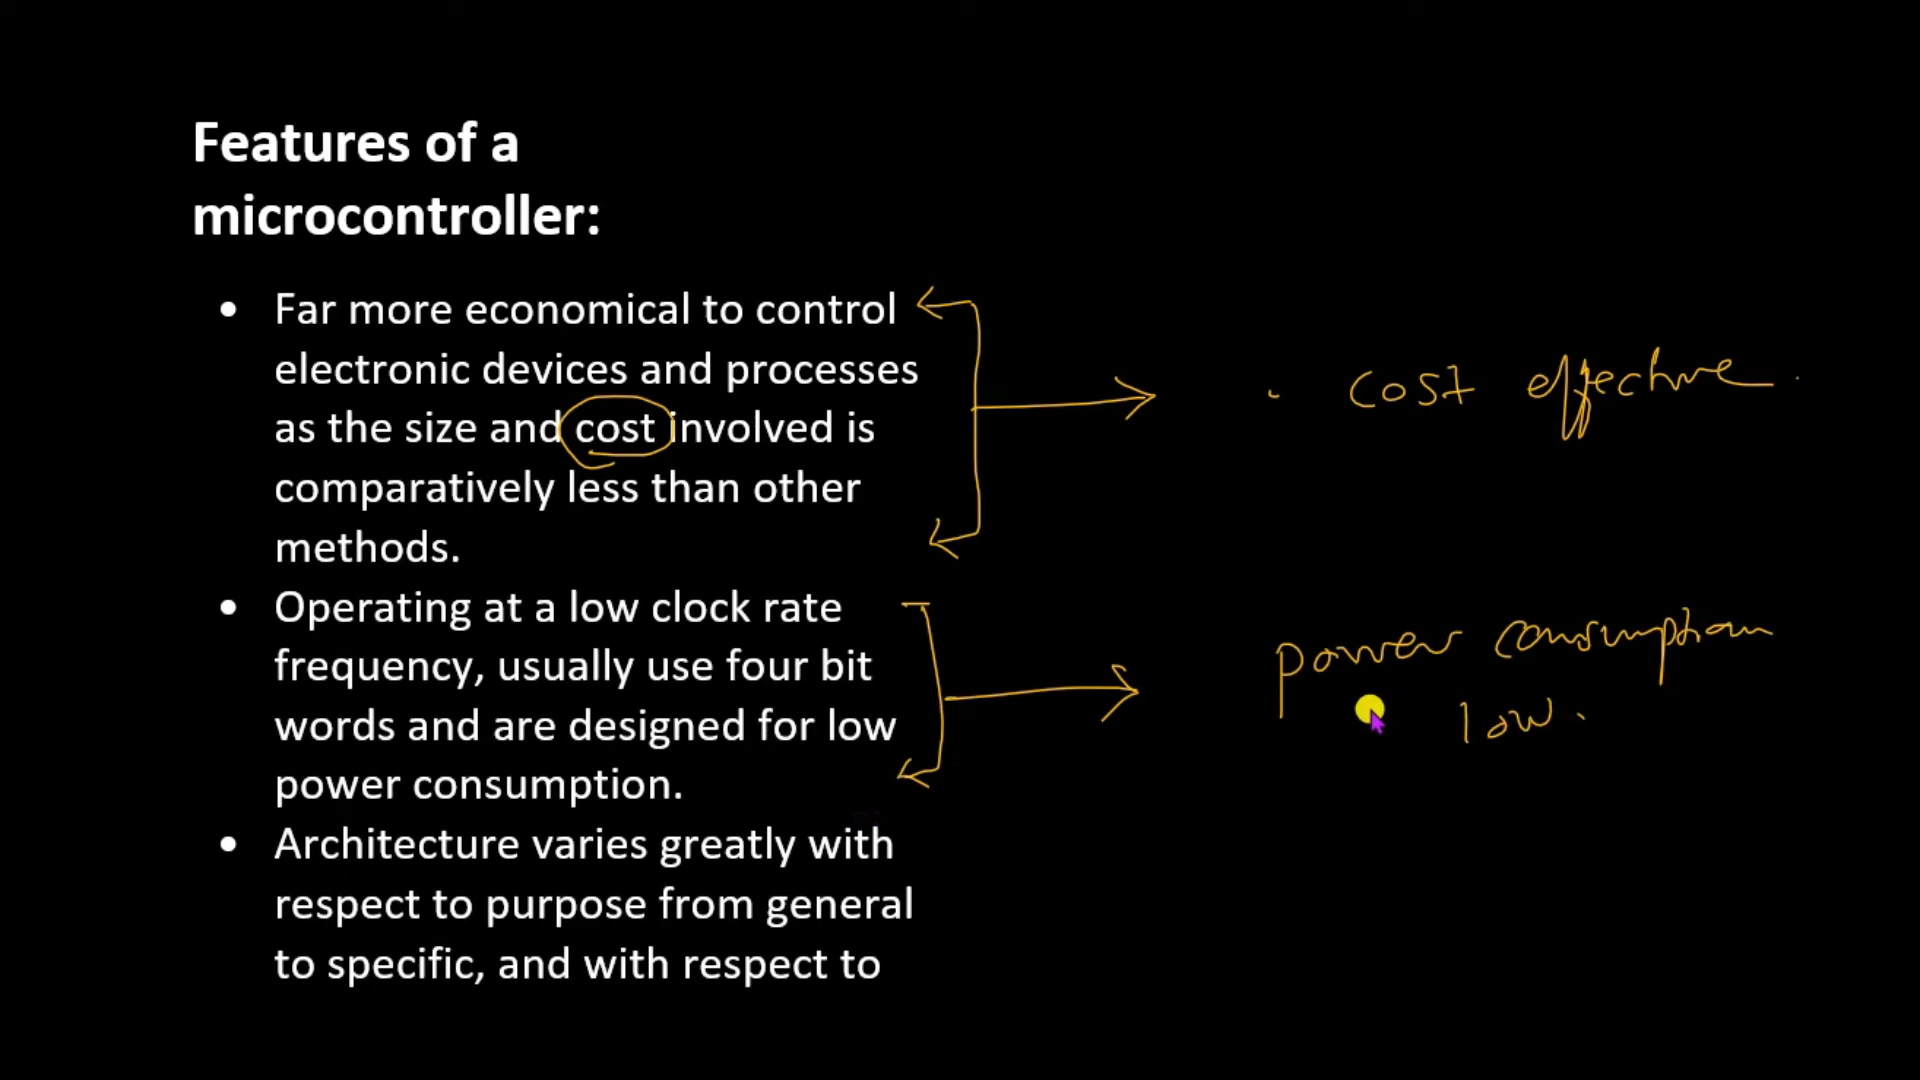 Features of a
microcontroller:
• Far more economical to control
electronic devices and processes
as the size and cost involved is
comparatively less than other
methods.
• Operating at a low clock rate
frequency, usually use four bit
words and are designed for low
power consumption.
• Architecture varies greatly with
respect to purpose from general
to specific, and with respect to
. cost effective .
power consumption
low .